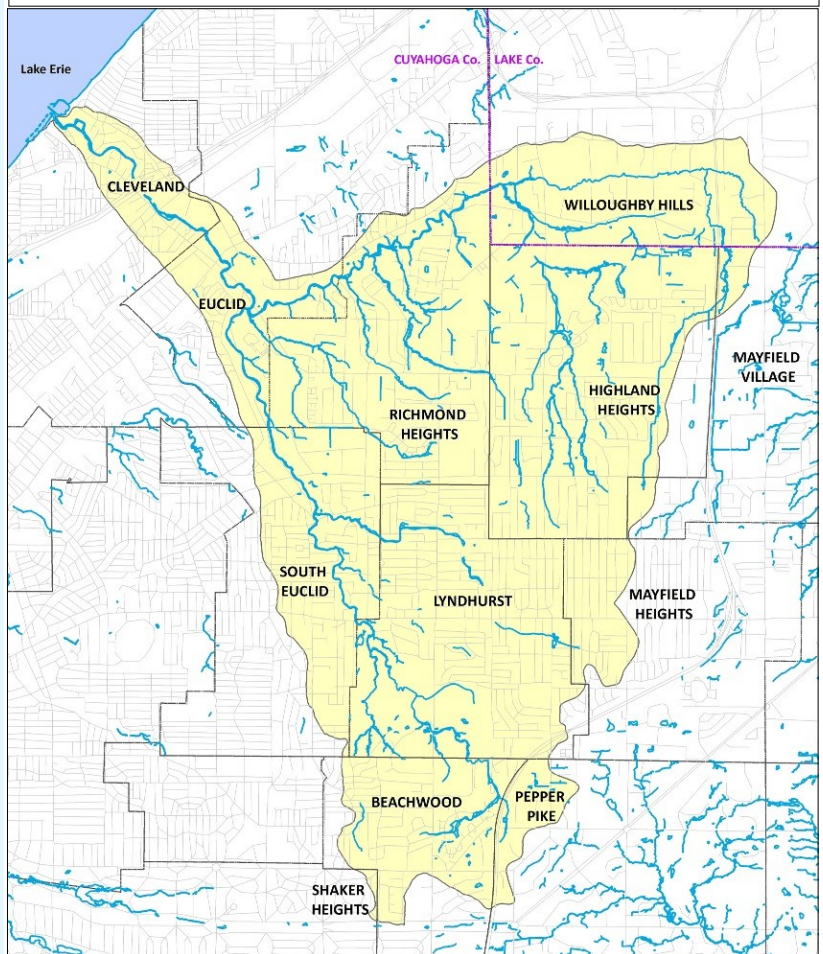 Lake Erie
CUYAHOGA Co.
LAKE Co.
CLEVELAND
WILLOUGHBY HILLS
EUCLID
MAYFIELD
VILLAGE
HIGHLAND
HEIGHTS
RICHMOND
HEIGHTS
SOUTH
EUCLID
LYNDHURST
MAYFIELD
HEIGHTS
BEACHWOOD
PEPPER
PIKE
SHAKER
HEIGHTS